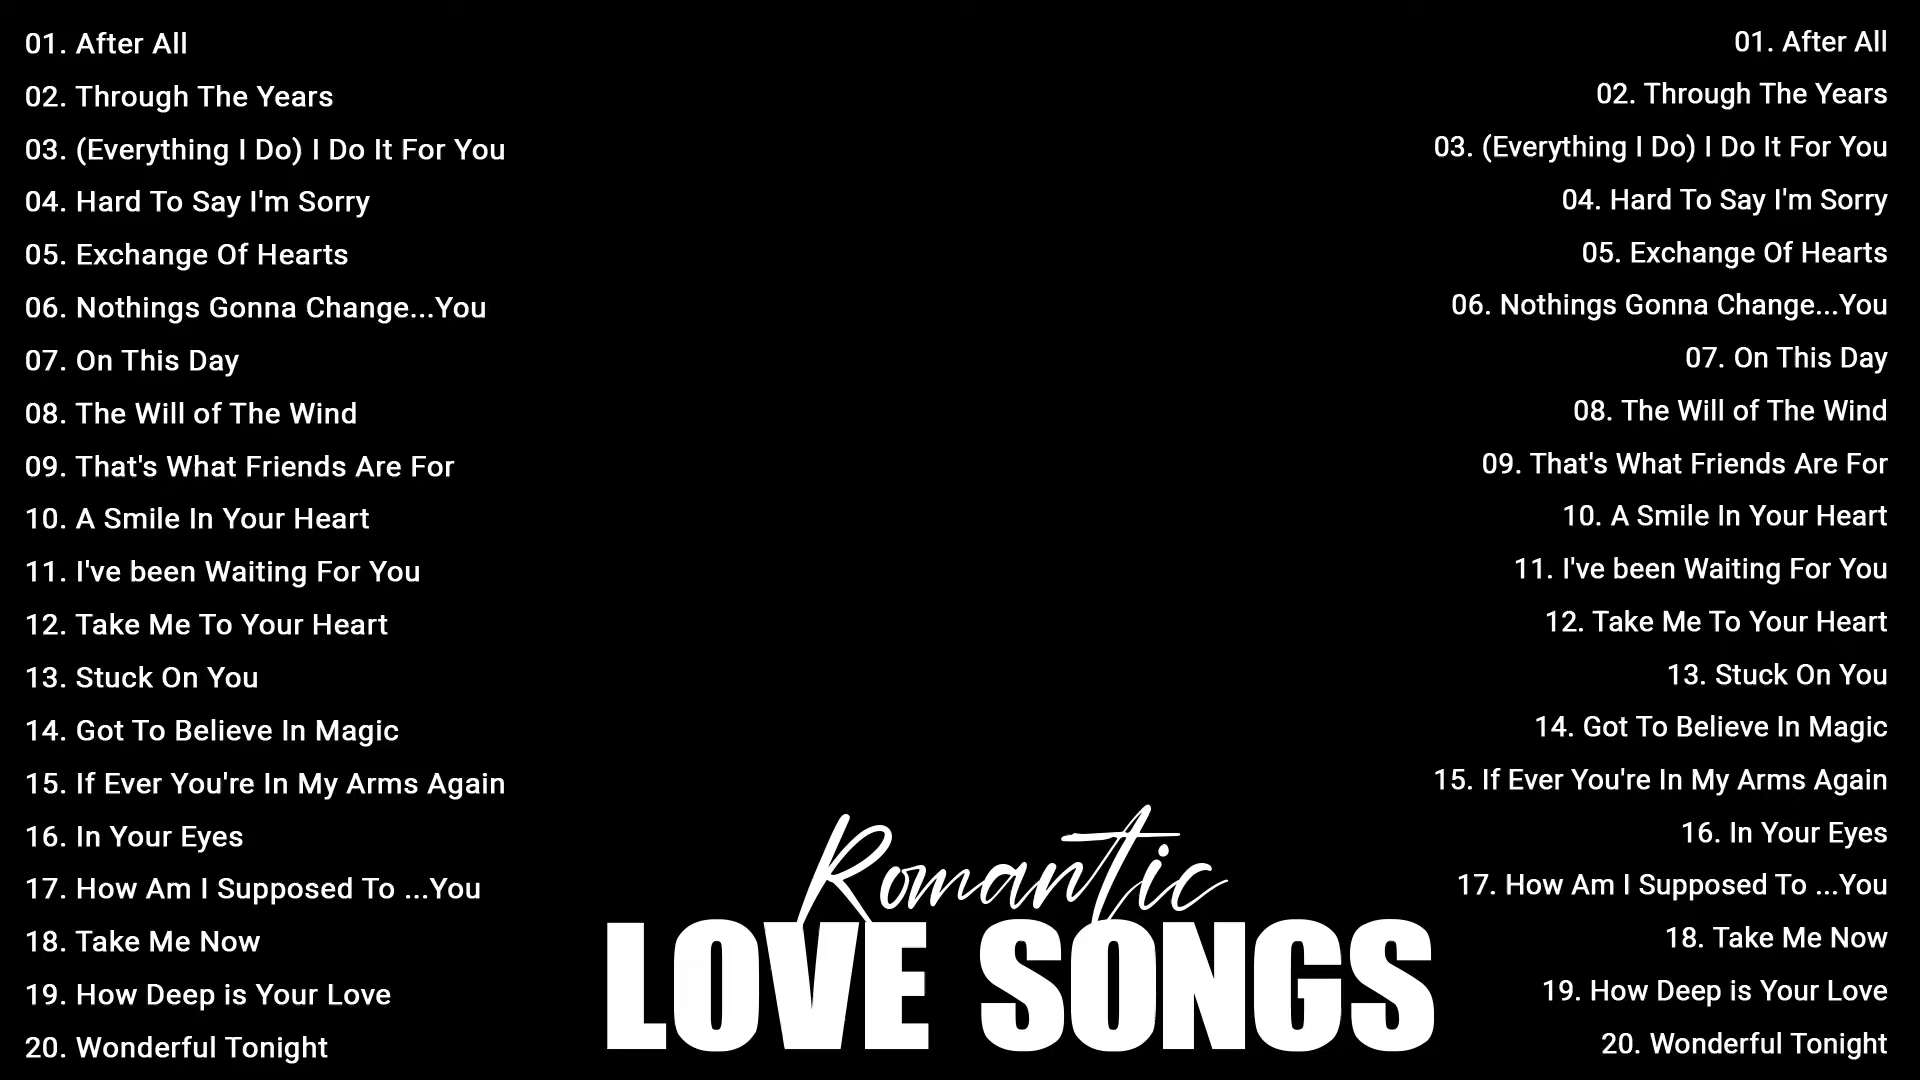 01. After All
02. Through The Years
03. (Everything I Do) I Do It For You
04. Hard To Say I'm Sorry
05. Exchange Of Hearts
06. Nothings Gonna Change...You
07. On This Day
08. The Will of The Wind
09. That's What Friends Are For
10. A Smile In Your Heart
11. I've been Waiting For You
12. Take Me To Your Heart
13. Stuck On You
14. Got To Believe In Magic
15. If Ever You're In My Arms Again
16. In Your Eyes
17. How Am I Supposed To ...You
18. Take Me Now
19. How Deep is Your Love
20. Wonderful Tonight
Romantic
LOVE SONGS
01. After All
02. Through The Years
03. (Everything I Do) I Do It For You
04. Hard To Say I'm Sorry
05. Exchange Of Hearts
06. Nothings Gonna Change...You
07. On This Day
08. The Will of The Wind
09. That's What Friends Are For
10. A Smile In Your Heart
11. I've been Waiting For You
12. Take Me To Your Heart
13. Stuck On You
14. Got To Believe In Magic
15. If Ever You're In My Arms Again
16. In Your Eyes
17. How Am I Supposed To ...You
18. Take Me Now
19. How Deep is Your Love
20. Wonderful Tonight